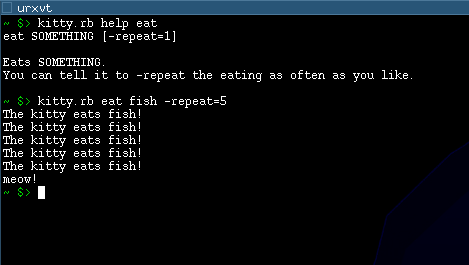 urxvt
~ $> kitty.rb help eat
eat SOMETHING [-repeat=1]
Eats SOMETHING.
You can tell it to -repeat the eating as often as you like.
~ $> kitty.rb eat fish -repeat=5
The kitty eats fish!
The kitty eats fish!
The kitty eats fish!
The kitty eats fish!
The kitty eats fish!
meow!
~ $>